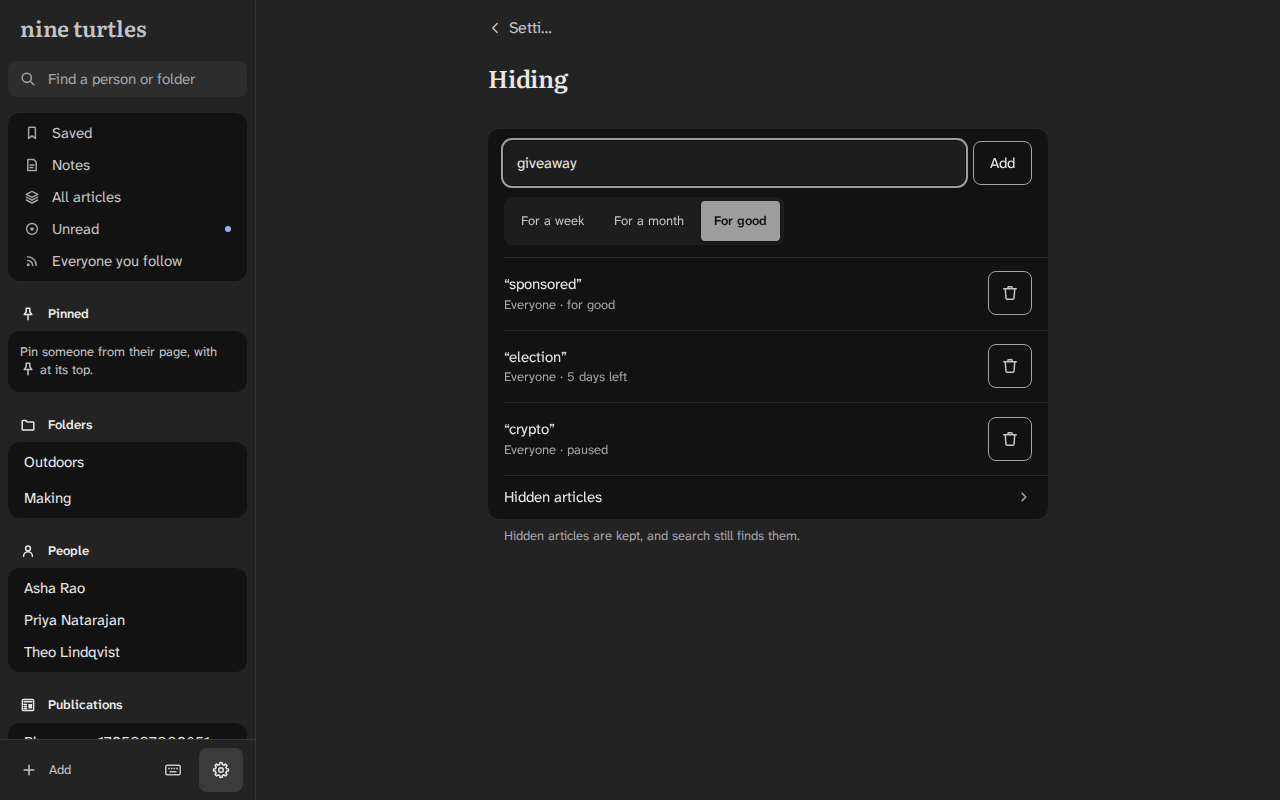 nine turtles
Find a person or folder
Saved
Notes
All articles
Unread
Everyone you follow
Pinned
Pin someone from their page, with
at its top.
Folders
Outdoors
Making
People
Asha Rao
Priya Natarajan
Theo Lindqvist
Publications
Add
Setti...
Hiding
giveaway
Add
For a week
For a month
For good
“sponsored”
Everyone · for good
“election”
Everyone · 5 days left
“crypto”
Everyone · paused
Hidden articles
Hidden articles are kept, and search still finds them.